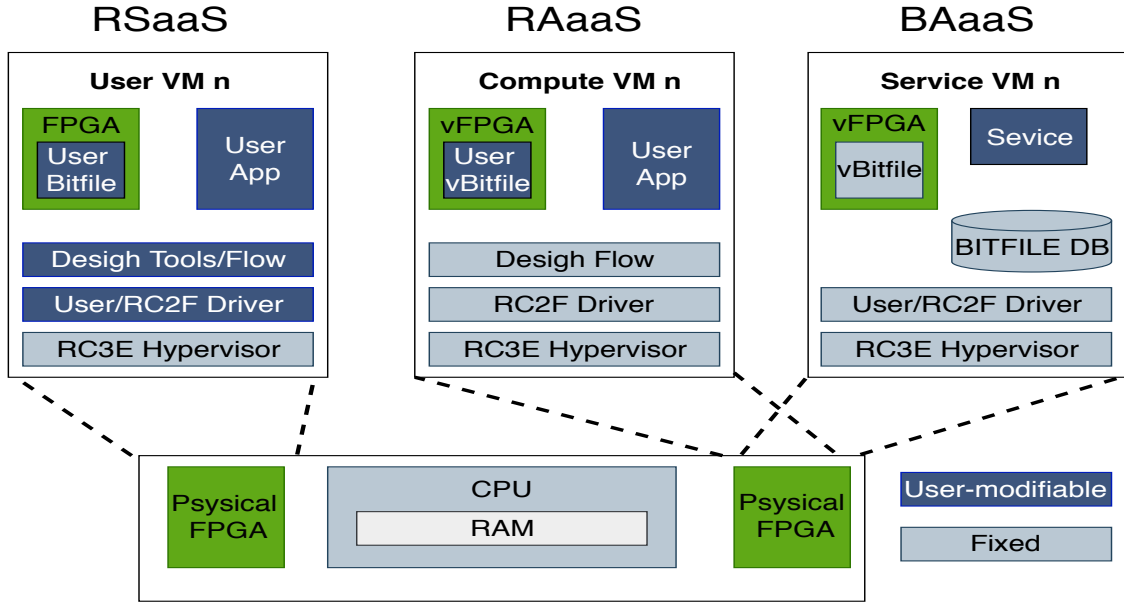 RSaaS
RAaaS
BAaaS
User VM n
FPGA
User
Bitfile
User
App
Desigh Tools/Flow
User/RC2F Driver
RC3E Hypervisor
Compute VM n
vFPGA
User
vBitfile
User
App
Desigh Flow
RC2F Driver
RC3E Hypervisor
Service VM n
vFPGA
vBitfile
Sevice
BITFILE DB
User/RC2F Driver
RC3E Hypervisor
Psysical
FPGA
CPU
RAM
Psysical
FPGA
User-modifiable
Fixed